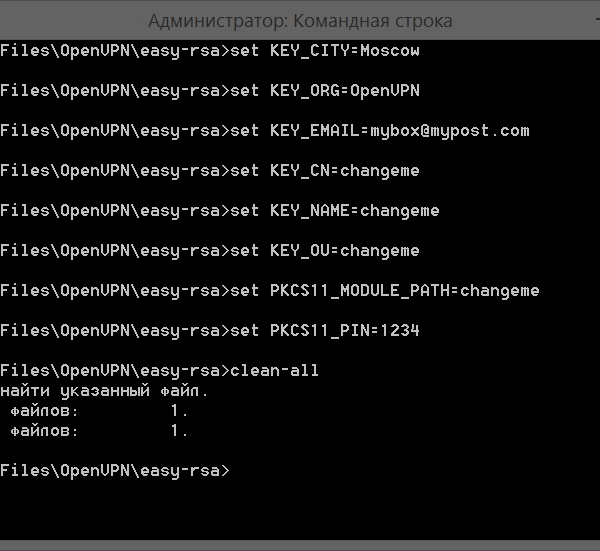 Администратор: Командная строка
Files\OpenVPN\easy-rsa>set KEY_CITY=Moscow
Files\OpenVPN\easy-rsa>set KEY_ORG=OpenVPN
Files\OpenVPN\easy-rsa>set KEY_EMAIL=mybox@mypost.com
Files\OpenVPN\easy-rsa>set KEY_CN=changeme
Files\OpenVPN\easy-rsa>set KEY_NAME=changeme
Files\OpenVPN\easy-rsa>set KEY_OU=changeme
Files\OpenVPN\easy-rsa>set PKCS11_MODULE_PATH=changeme
Files\OpenVPN\easy-rsa>set PKCS11_PIN=1234
Files\OpenVPN\easy-rsa>clean-all
найти указанный файл.
файлов: 1.
файлов: 1.
Files\OpenVPN\easy-rsa>